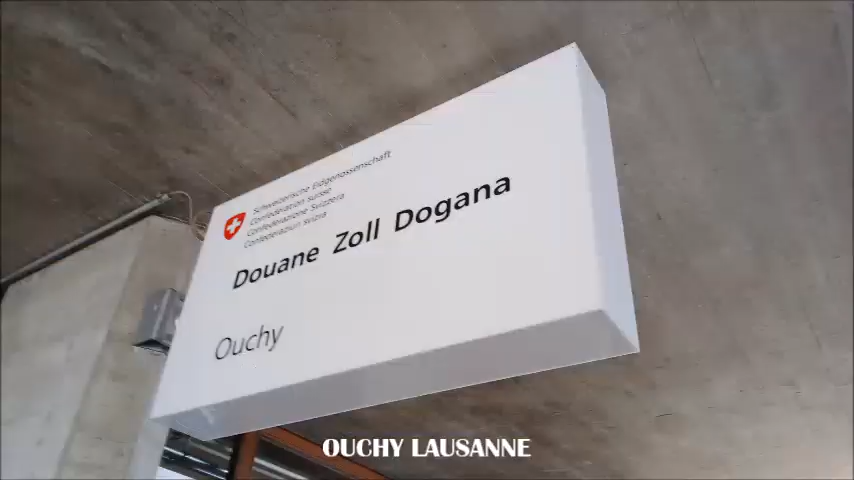 Schweizerische Eidgenossenschaft
Confédération suisse
Confederazione Svizzera
Confederaziun svizra
Douane Zoll Dogana
Ouchy
OUCHY LAUSANNE